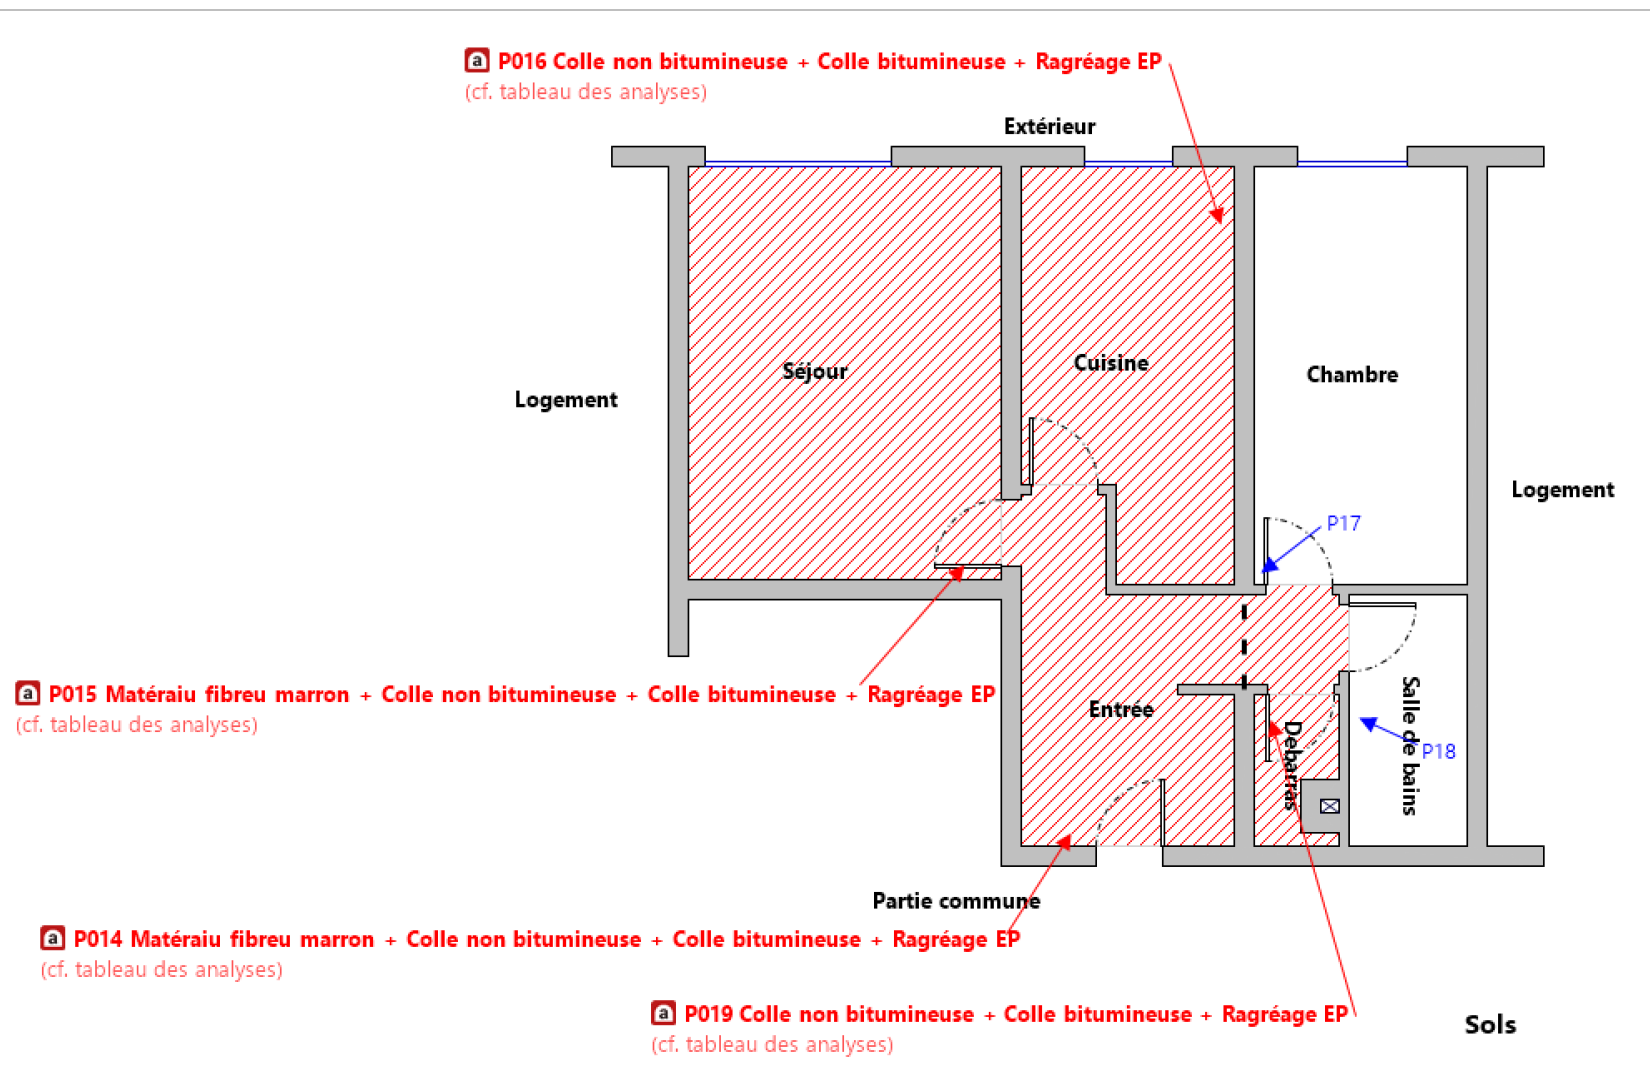 a P016 Colle non bitumineuse + Colle bitumineuse + Ragréage EP
(cf. tableau des analyses)
Extérieur
Séjour
Cuisine
Chambre
Logement
Logement
P17
a P015 Matéraiu fibreu marron + Colle non bitumineuse + Colle bitumineuse + Ragréage EP
(cf. tableau des analyses)
Entrée
Débarras
Salle de bains
P18
Partie commune
a P014 Matéraiu fibreu marron + Colle non bitumineuse + Colle bitumineuse + Ragréage EP
(cf. tableau des analyses)
a P019 Colle non bitumineuse + Colle bitumineuse + Ragréage EP
(cf. tableau des analyses)
Sols